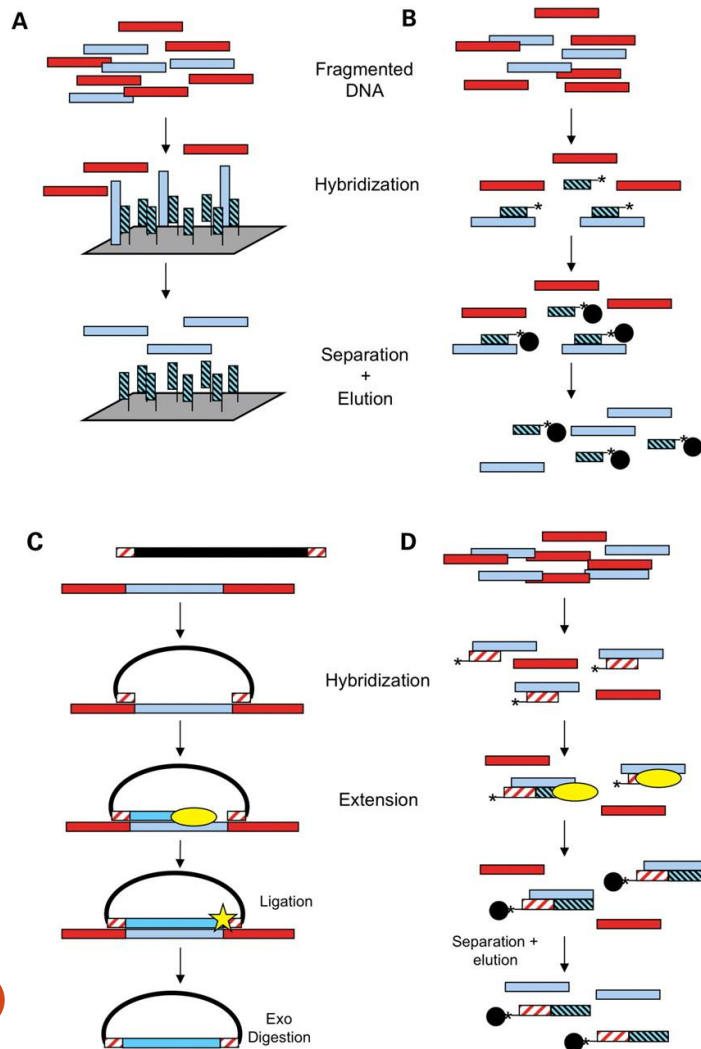 A
B
Fragmented
DNA
Hybridization
*
*
*
*
*
*
Separation
+
Elution
*
*
*
C
D
Hybridization
*
*
*
Extension
*
*
Ligation
*
*
Separation +
elution
Exo
Digestion
*
*